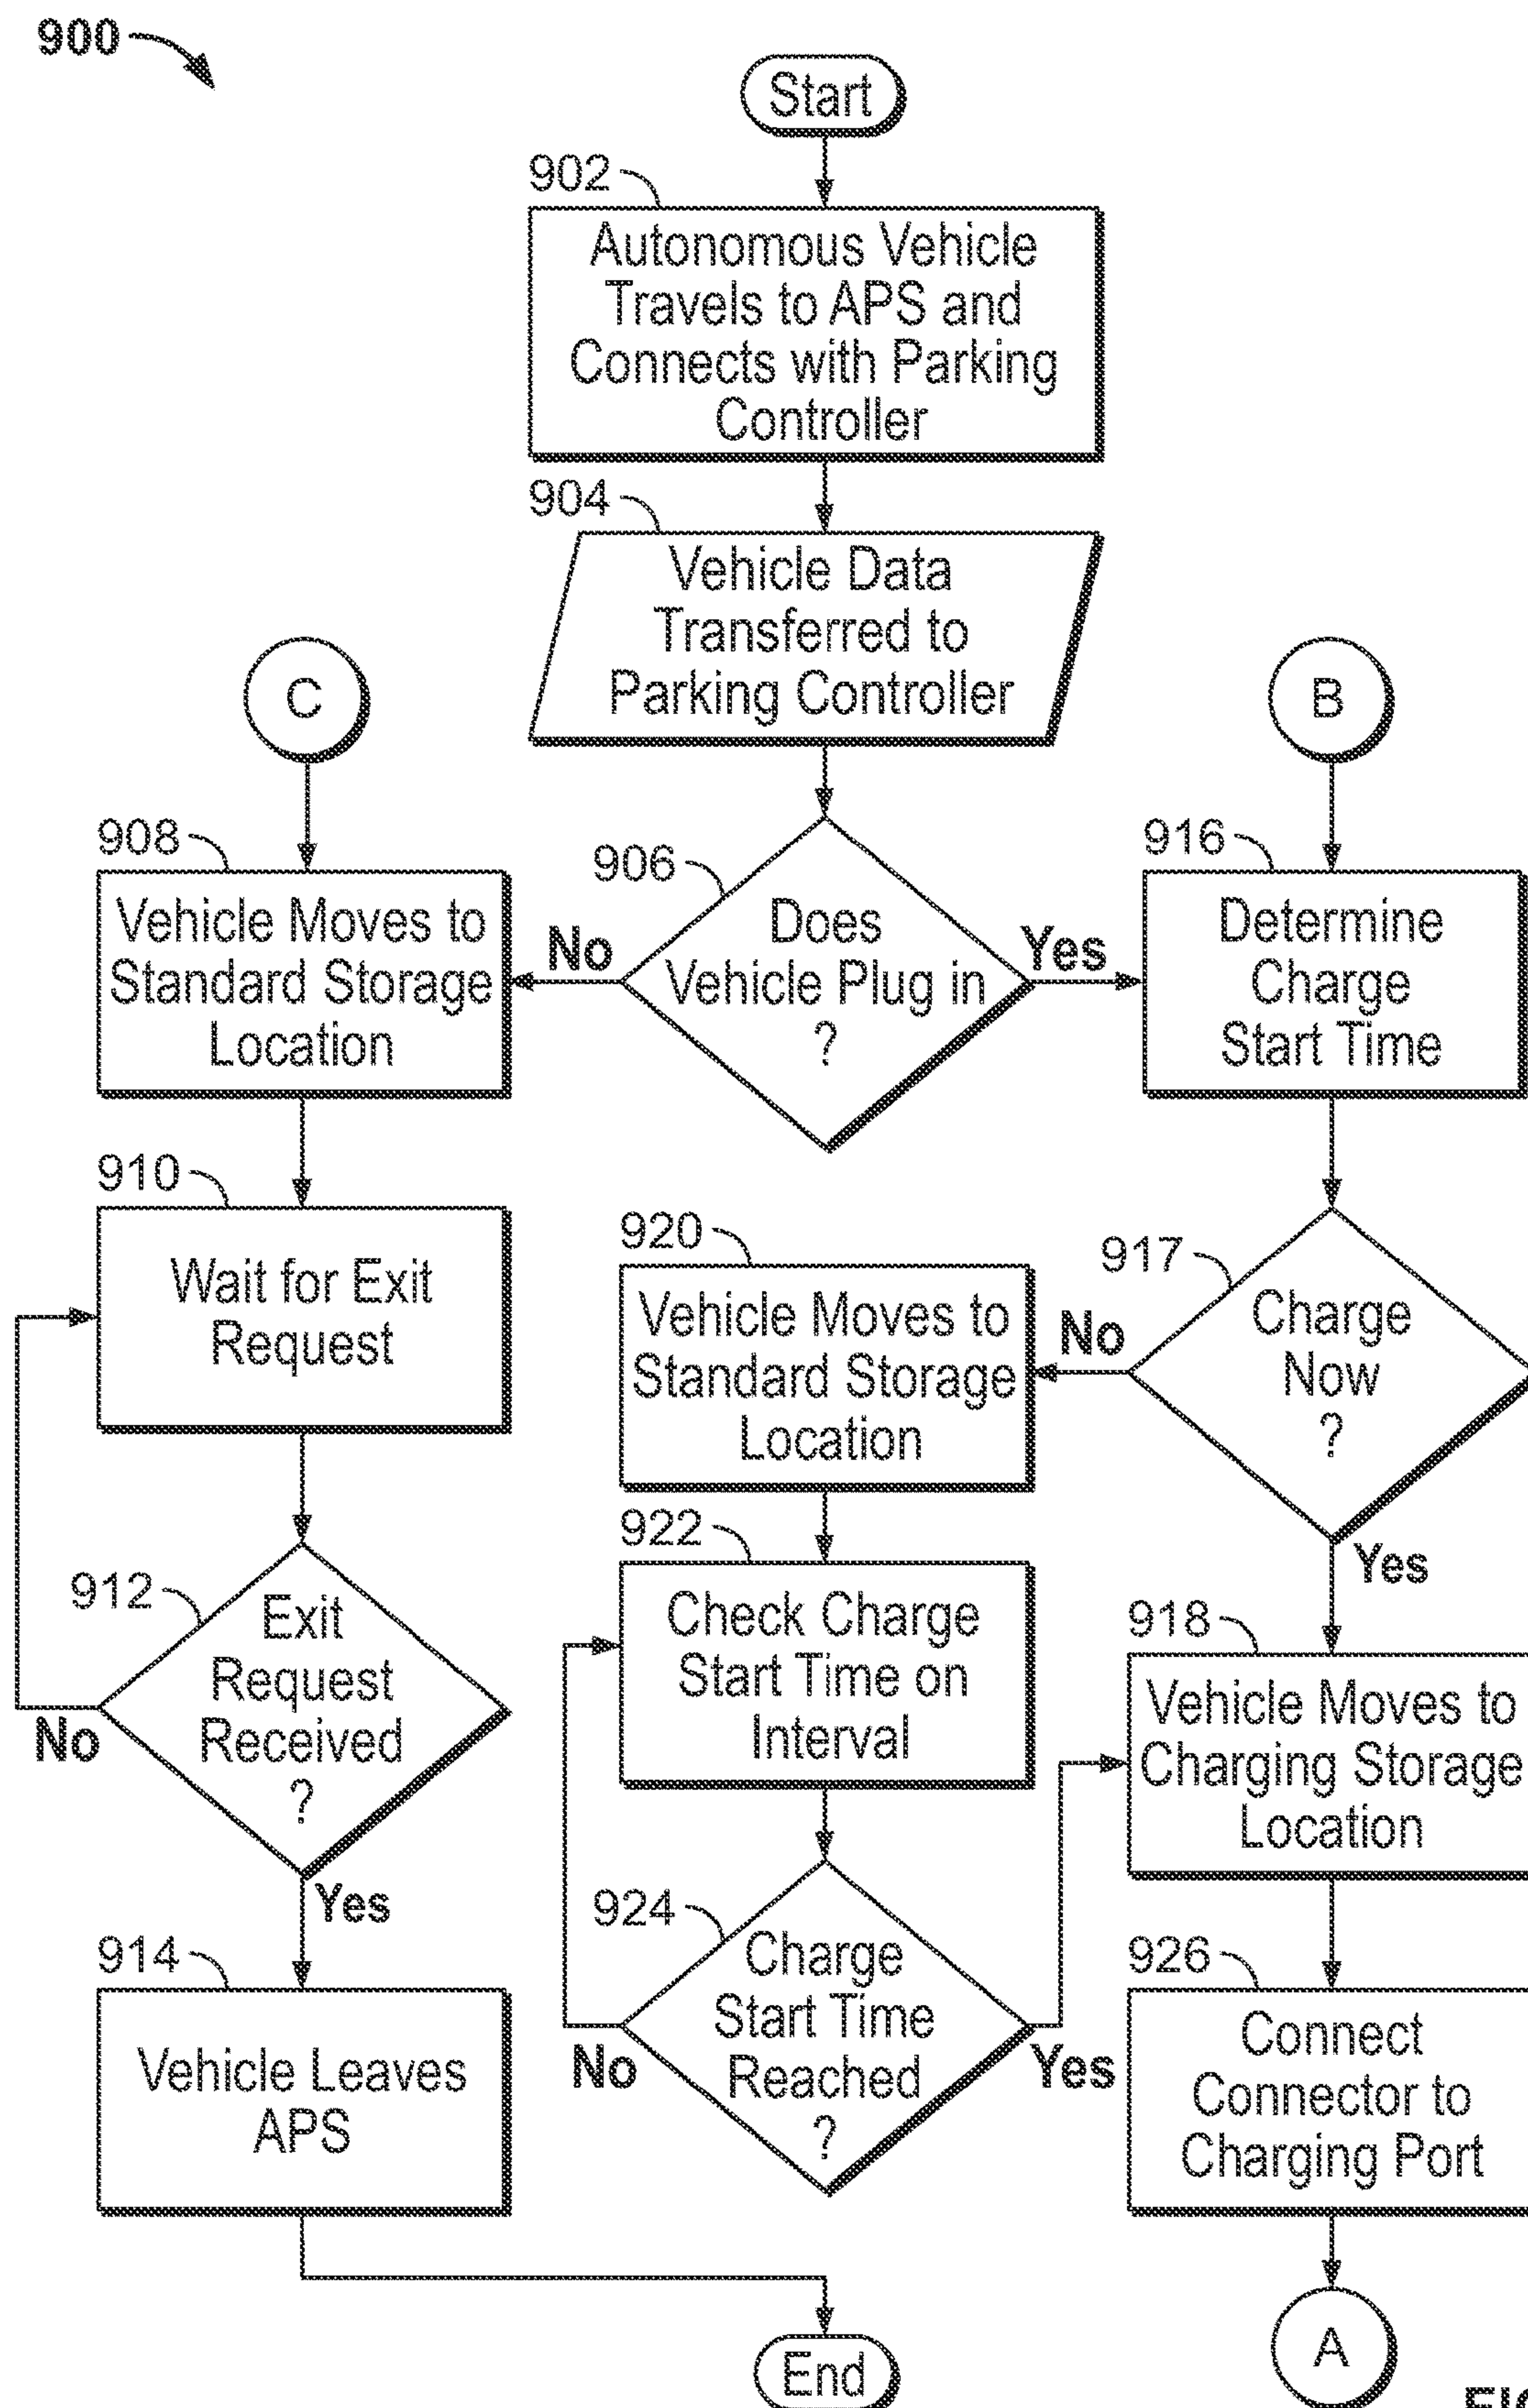 900
Start
902
Autonomous Vehicle
Travels to APS and
Connects with Parking
Controller
904
Vehicle Data
Transferred to
Parking Controller
C
B
908
Vehicle Moves to
Standard Storage
Location
906
Does
Vehicle Plug in
?
No
Yes
916
Determine
Charge
Start Time
910
Wait for Exit
Request
920
Vehicle Moves to
Standard Storage
Location
917
Charge
Now
?
No
Yes
912
Exit
Request
Received
?
No
Yes
922
Check Charge
Start Time on
Interval
918
Vehicle Moves to
Charging Storage
Location
914
Vehicle Leaves
APS
924
Charge
Start Time
Reached
?
No
Yes
926
Connect
Connector to
Charging Port
End
A